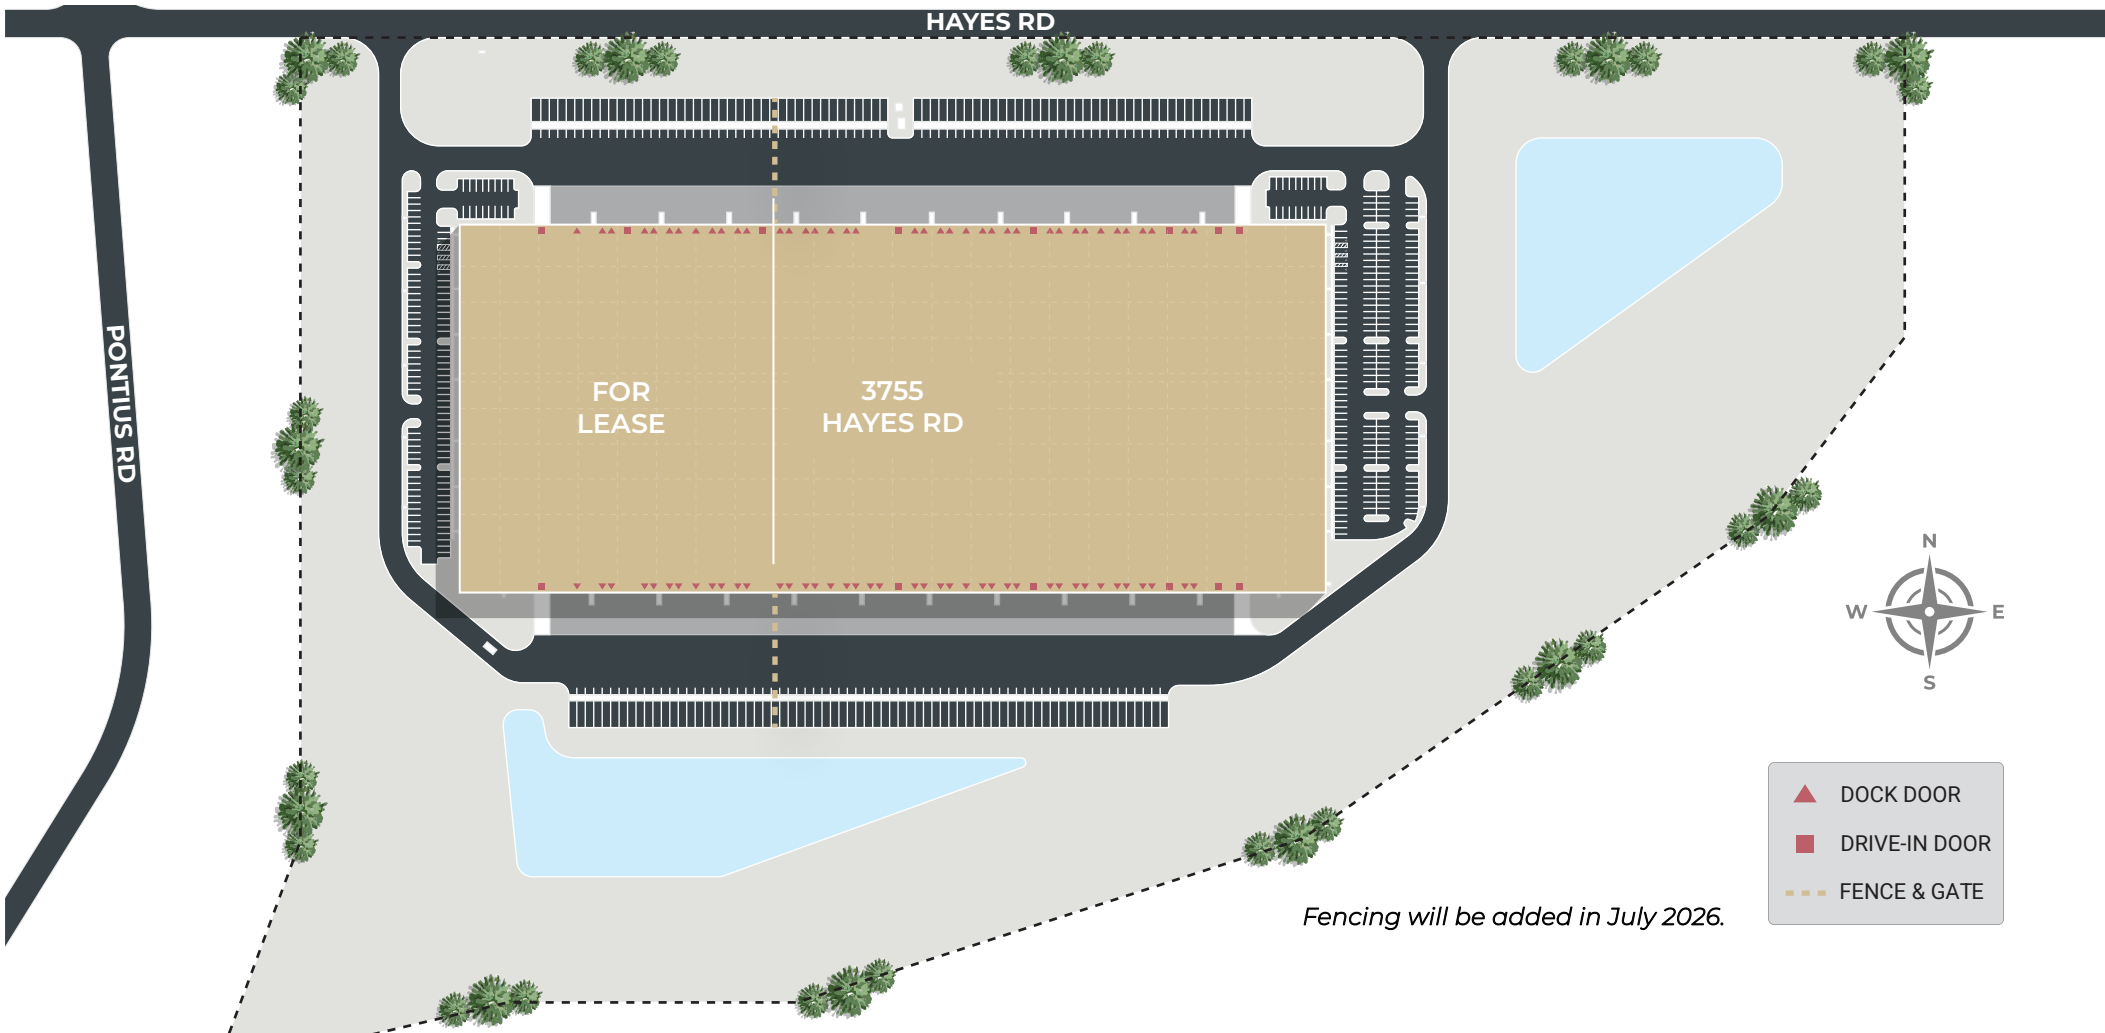 HAYES RD
PONTIUS RD
FOR
LEASE
3755
HAYES RD
N
W
E
S
DOCK DOOR
DRIVE-IN DOOR
FENCE & GATE
Fencing will be added in July 2026.